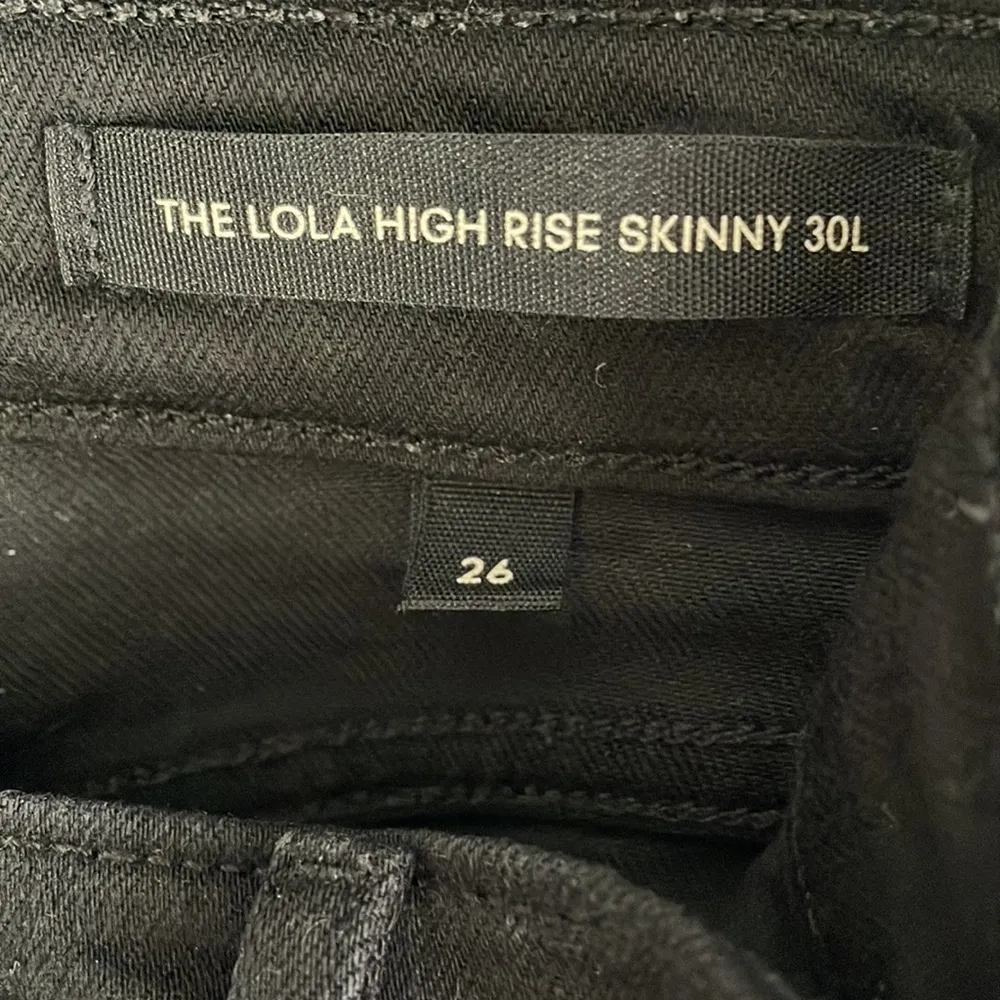 THE LOLA HIGH RISE SKINNY 30L
26